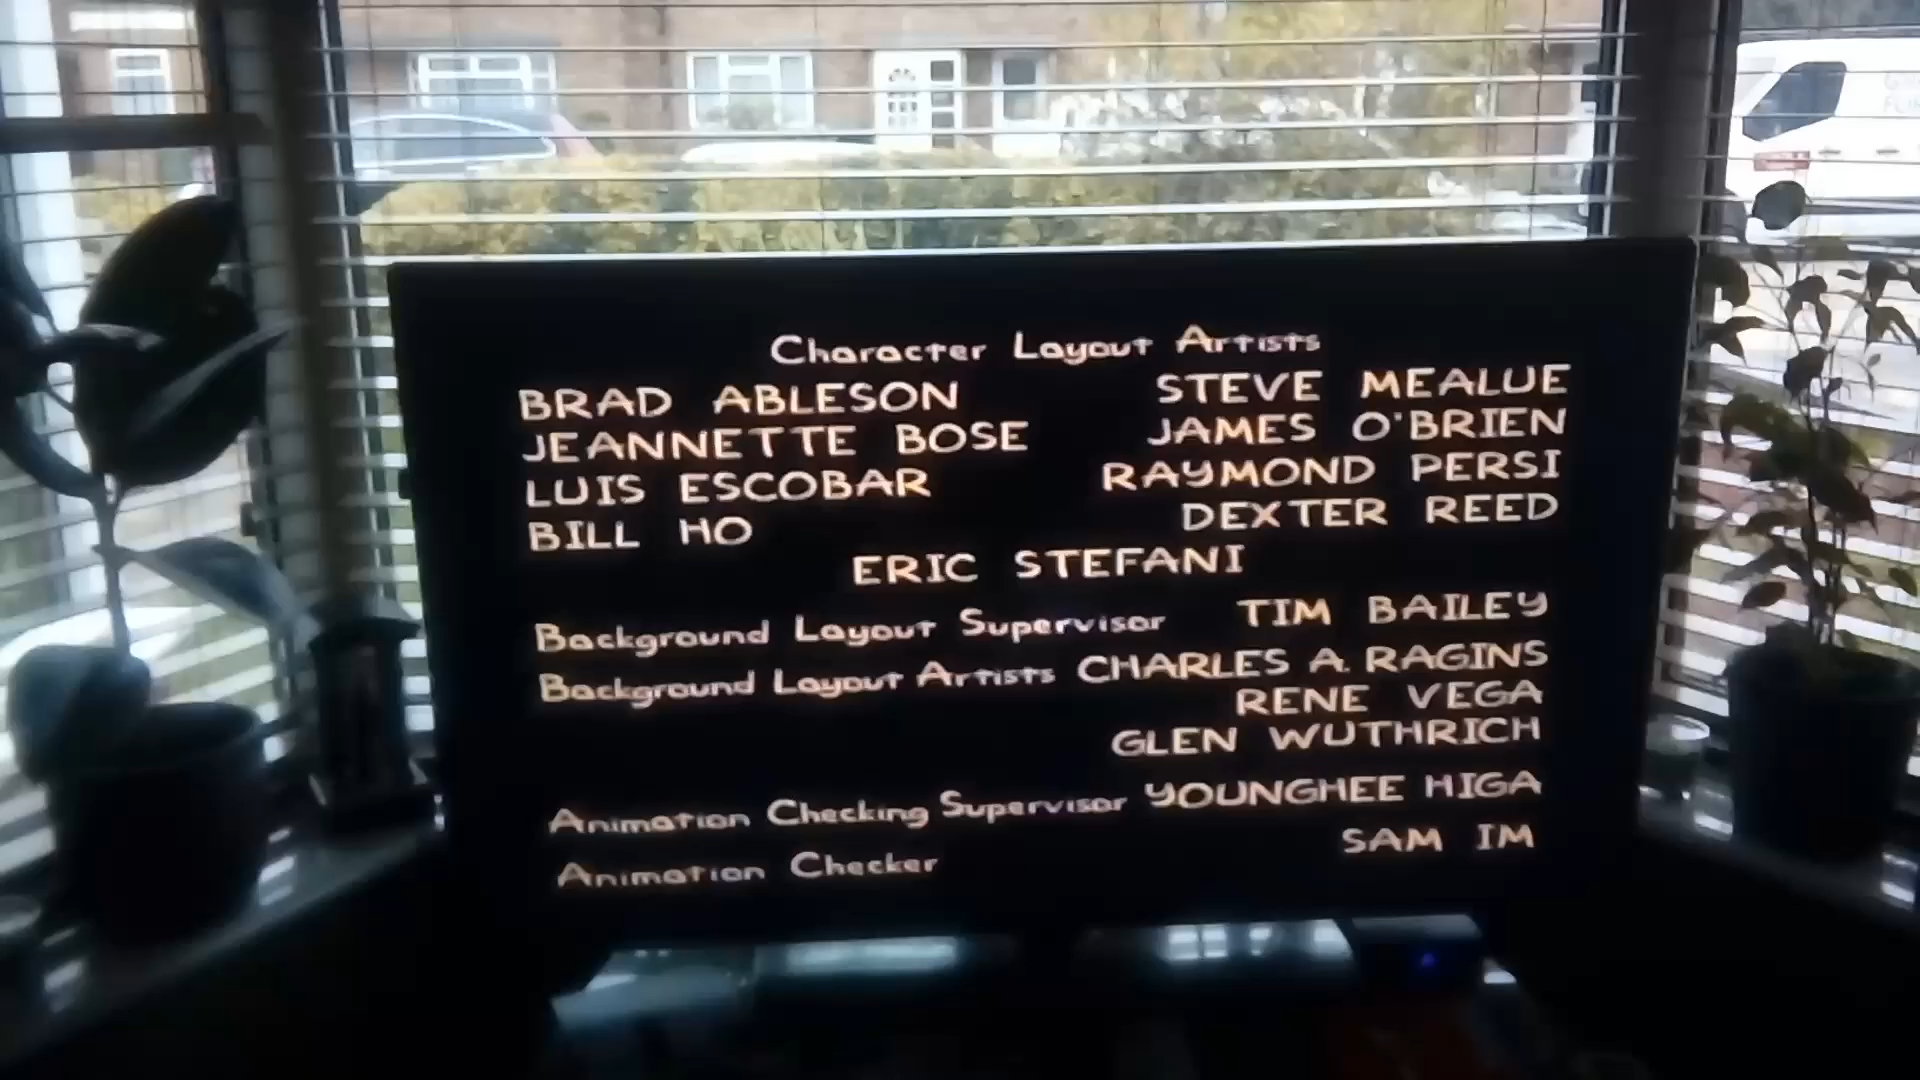 Character Layout Artists
BRAD ABLESON STEVE MEALUE
JEANNETTE BOSE JAMES O'BRIEN
LUIS ESCOBAR RAYMOND PERSI
BILL HO DEXTER REED
ERIC STEFANI
Background Layout Supervisor TIM BAILEY
Background Layout Artists CHARLES A. RAGINS
RENE VEGA
GLEN WUTHRICH
Animation Checking Supervisor YOUNGHEE HIGA
Animation Checker SAM IM